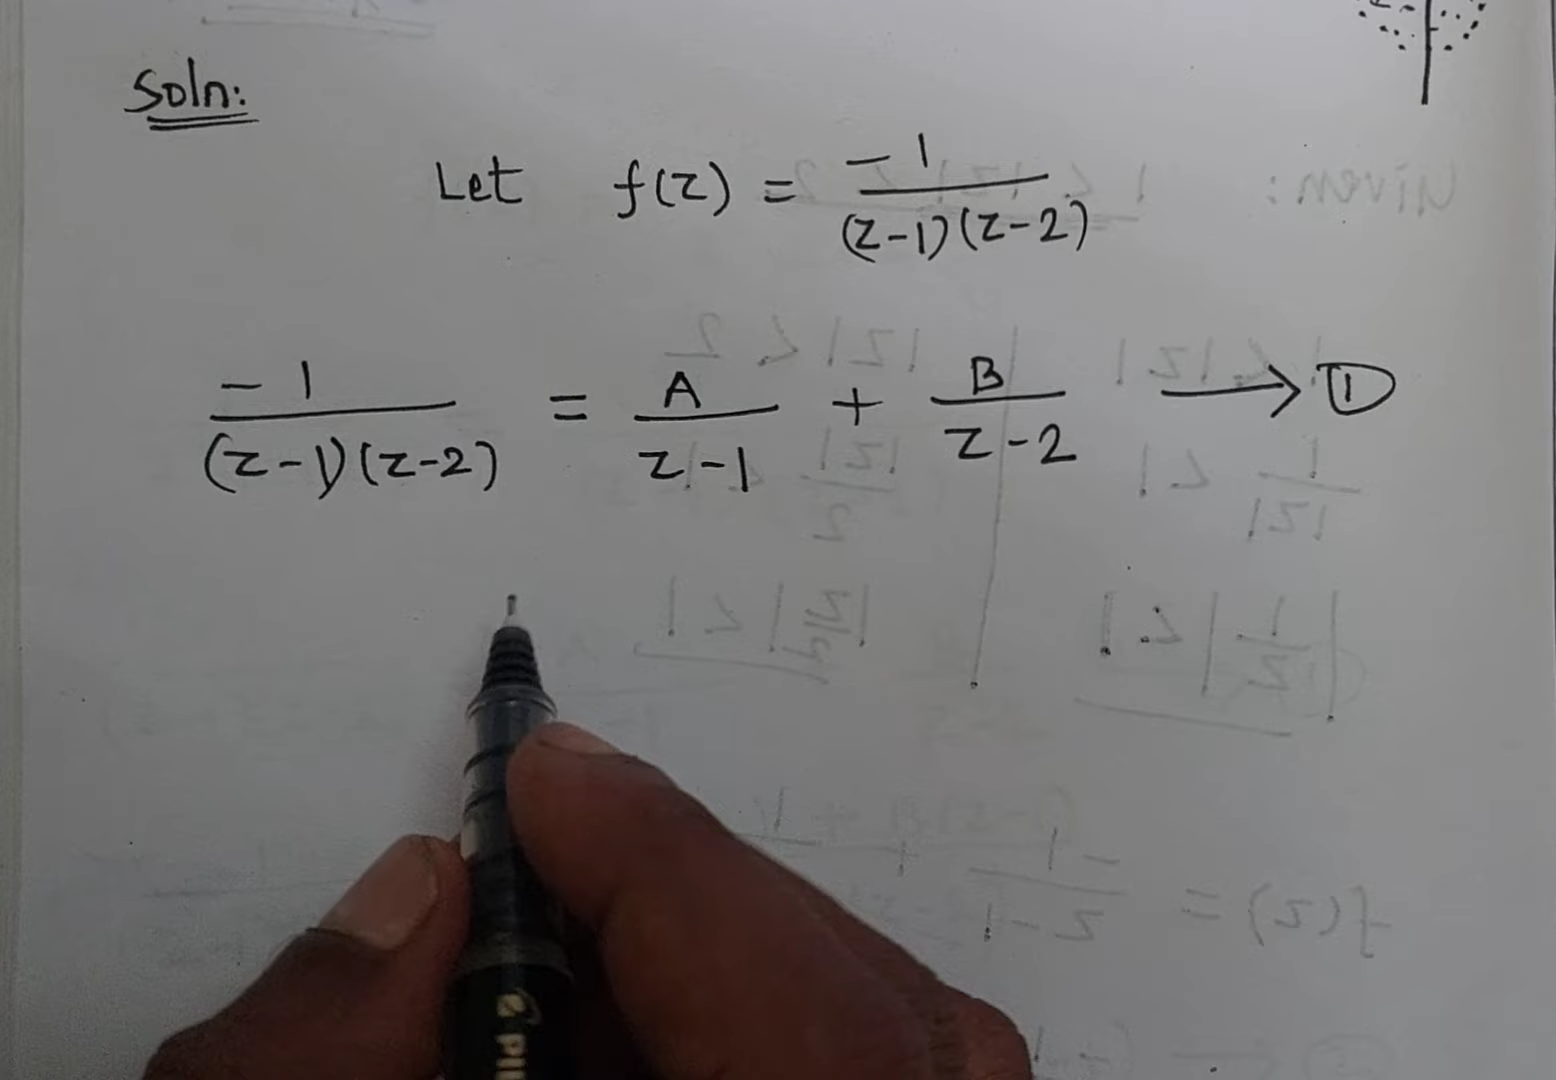 Soln:
Let f(z) = -1 / (z-1)(z-2)
-1 / (z-1)(z-2) = A / z-1 + B / z-2 → ①